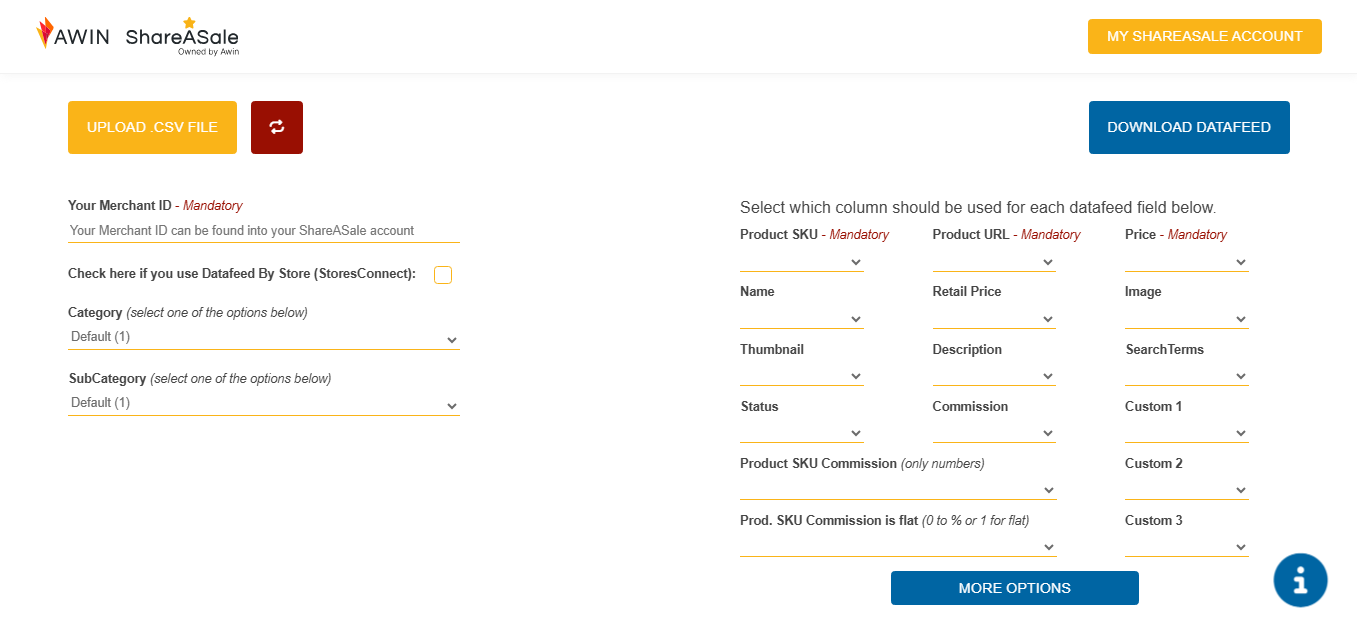 AWIN ShareASale
Owned by Awin
MY SHAREASALE ACCOUNT
UPLOAD .CSV FILE
DOWNLOAD DATAFEED
Your Merchant ID - Mandatory
Your Merchant ID can be found into your ShareASale account
Check here if you use Datafeed By Store (StoresConnect):
Category (select one of the options below)
Default (1)
SubCategory (select one of the options below)
Default (1)
Select which column should be used for each datafeed field below.
Product SKU - Mandatory Product URL - Mandatory Price - Mandatory
Name Retail Price Image
Thumbnail Description SearchTerms
Status Commission Custom 1
Product SKU Commission (only numbers) Custom 2
Prod. SKU Commission is flat (0 to % or 1 for flat) Custom 3
MORE OPTIONS